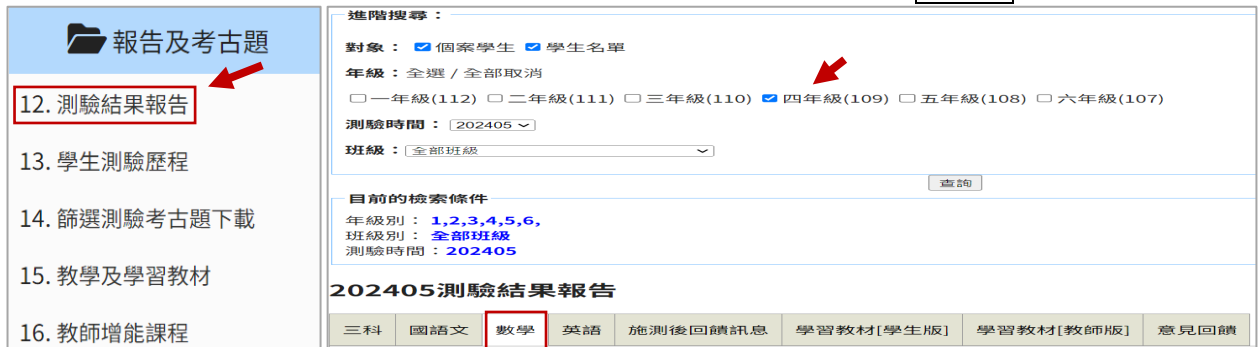 報告及考古題
12. 測驗結果報告
13. 學生測驗歷程
14. 篩選測驗考古題下載
15. 教學及學習教材
16. 教師增能課程
進階搜尋：
對象： 個案學生 學生名單
年級：全選 / 全部取消
一年級(112) 二年級(111) 三年級(110) 四年級(109) 五年級(108) 六年級(107)
測驗時間： 202405
班級： 全部班級
查詢
目前的檢索條件
年級別： 1,2,3,4,5,6,
班級別： 全部班級
測驗時間：202405
202405測驗結果報告
三科 國語文 數學 英語 施測後回饋訊息 學習教材[學生版] 學習教材[教師版] 意見回饋